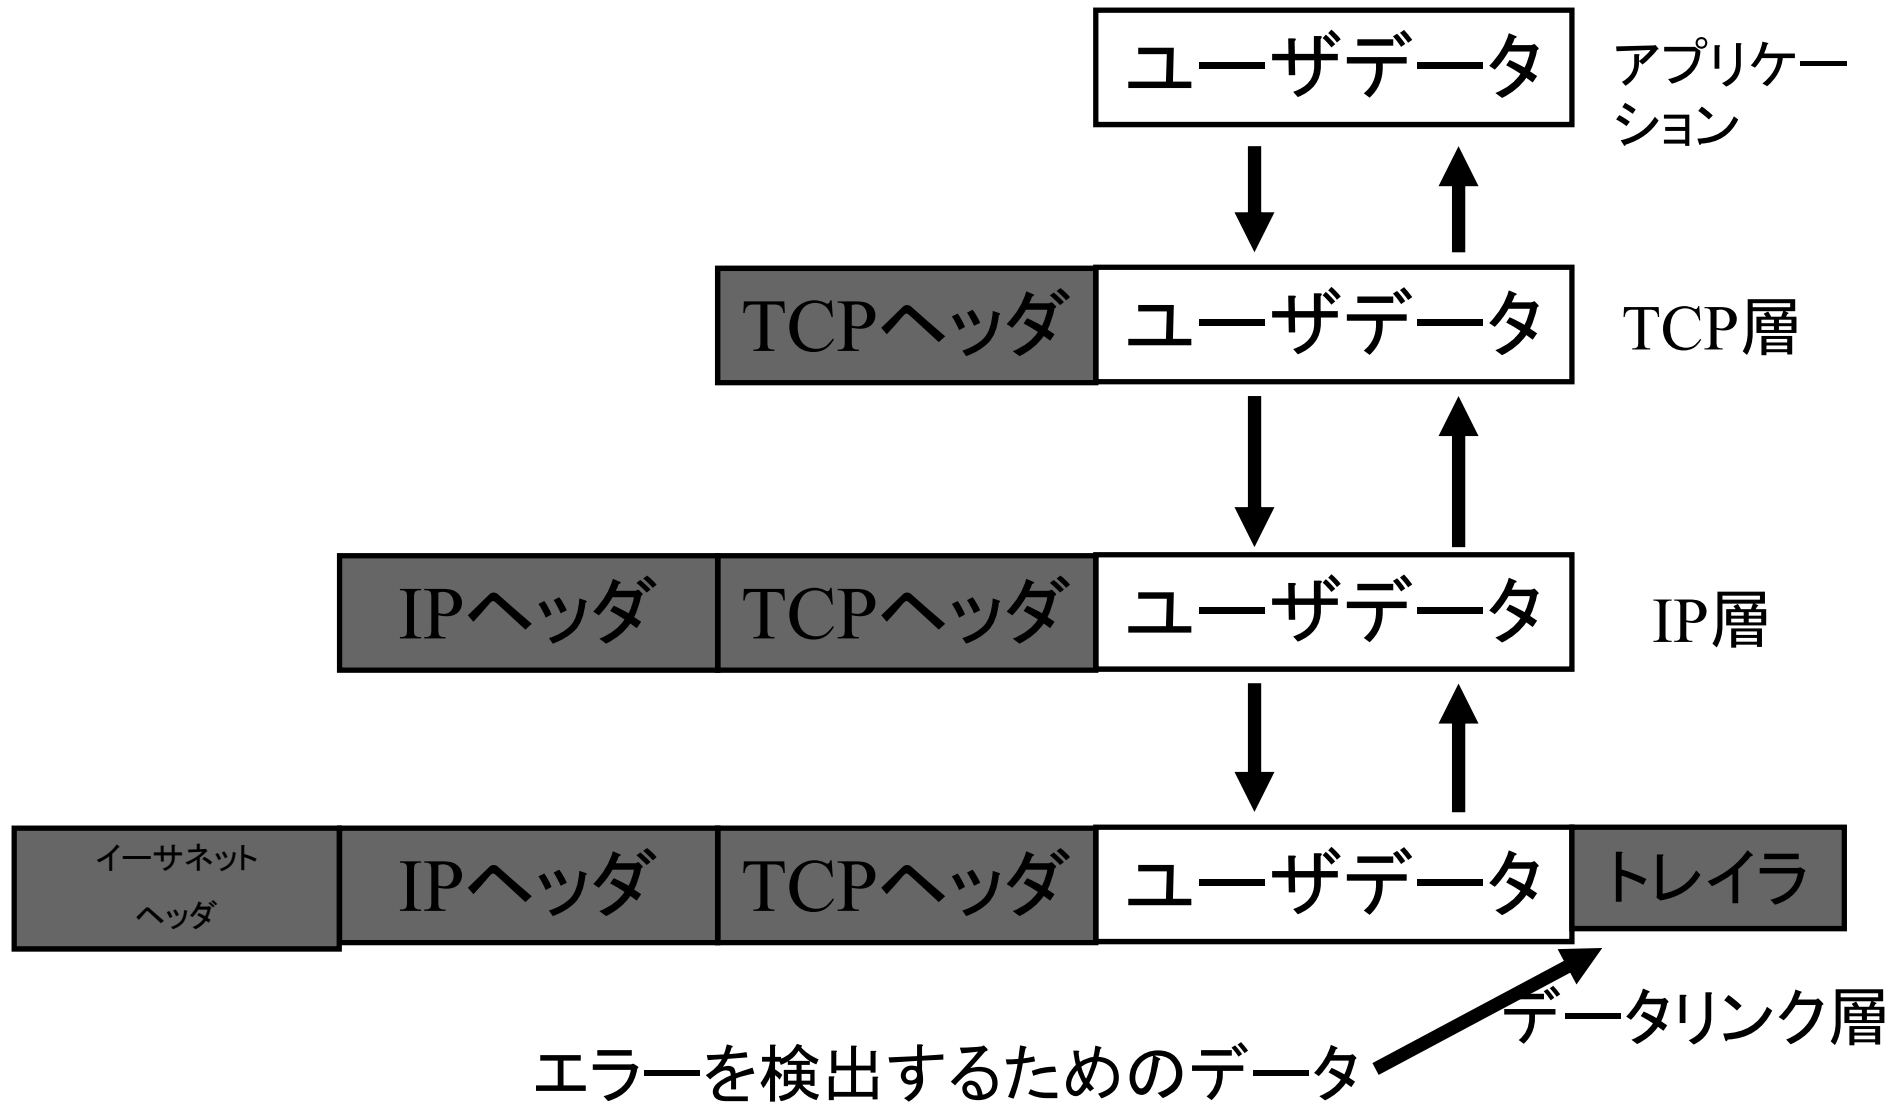 ユーザデータ
アプリケー
ション
TCPヘッダ
ユーザデータ
TCP層
IPヘッダ
TCPヘッダ
ユーザデータ
IP層
イーサネット
ヘッダ
IPヘッダ
TCPヘッダ
ユーザデータ
トレイラ
データリンク層
エラーを検出するためのデータ